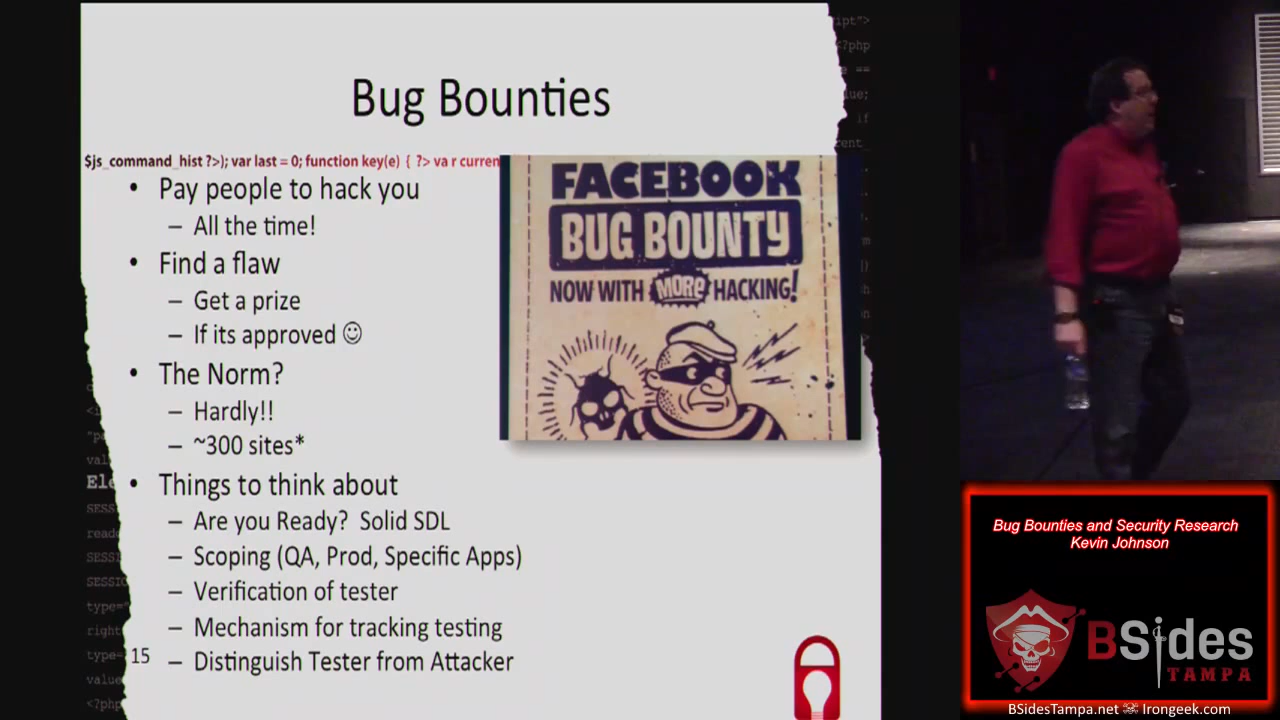 Bug Bounties
$js_command_hist ?>); var last = 0; function key(e) { ?> va r curren
• Pay people to hack you
– All the time!
• Find a flaw
– Get a prize
– If its approved ☺
• The Norm?
– Hardly!!
– ~300 sites*
• Things to think about
– Are you Ready? Solid SDL
– Scoping (QA, Prod, Specific Apps)
– Verification of tester
– Mechanism for tracking testing
– Distinguish Tester from Attacker
15
FACEBOOK
BUG BOUNTY
NOW WITH MORE HACKING!
Bug Bounties and Security Research
Kevin Johnson
BSides
TAMPA
BSidesTampa.net Irongeek.com